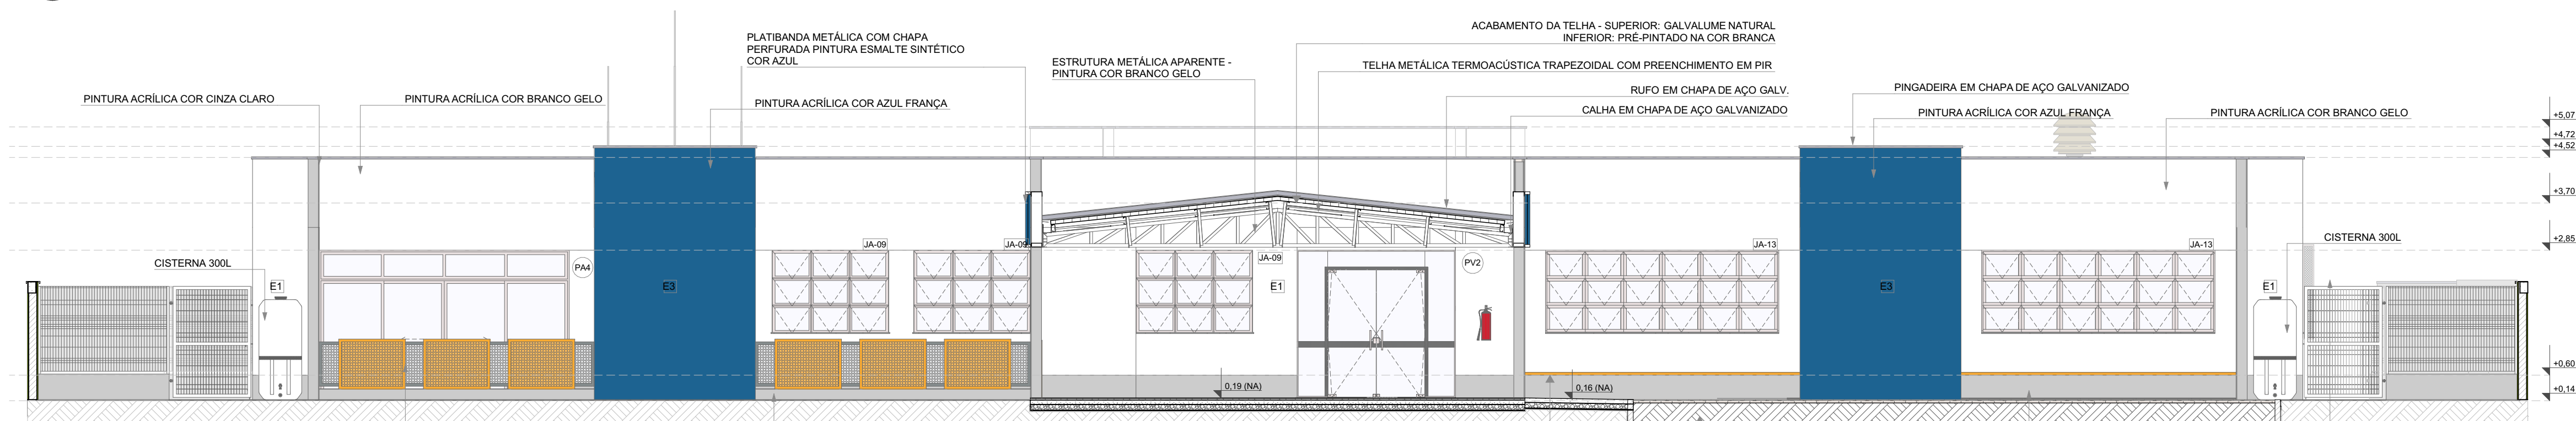 PLATIBANDA METÁLICA COM CHAPA
PERFURADA PINTURA ESMALTE SINTÉTICO
COR AZUL
ACABAMENTO DA TELHA - SUPERIOR: GALVALUME NATURAL
INFERIOR: PRÉ-PINTADO NA COR BRANCA
ESTRUTURA METÁLICA APARENTE -
PINTURA COR BRANCO GELO
TELHA METÁLICA TERMOACÚSTICA TRAPEZOIDAL COM PREENCHIMENTO EM PIR
PINTURA ACRÍLICA COR CINZA CLARO
PINTURA ACRÍLICA COR BRANCO GELO
PINTURA ACRÍLICA COR AZUL FRANÇA
RUFO EM CHAPA DE AÇO GALV.
CALHA EM CHAPA DE AÇO GALVANIZADO
PINGADEIRA EM CHAPA DE AÇO GALVANIZADO
PINTURA ACRÍLICA COR AZUL FRANÇA
PINTURA ACRÍLICA COR BRANCO GELO
+5,07
+4,72
+4,52
+3,70
+2,85
+0,60
+0,14
CISTERNA 300L
E1
PA4
E3
JA-09
JA-09
JA-09
E1
PV2
JA-13
E3
JA-13
CISTERNA 300L
E1
0,19 (NA)
0,16 (NA)